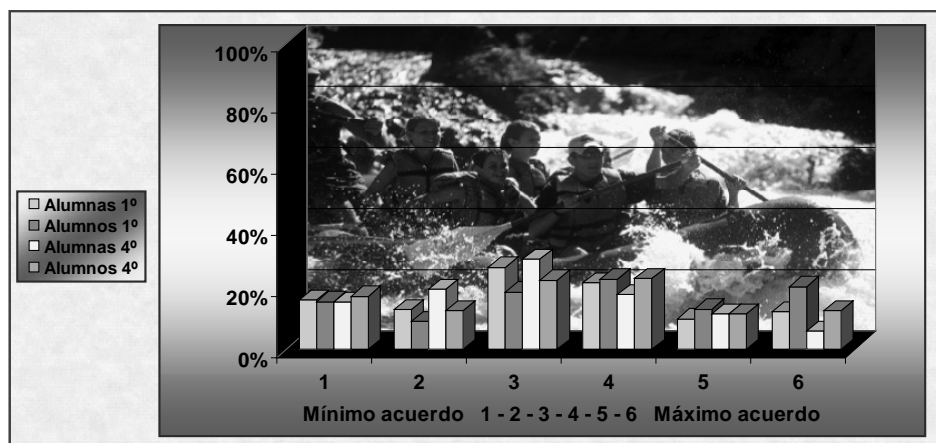 100%
80%
60%
40%
20%
0%
Alumnas 1º
Alumnos 1º
Alumnas 4º
Alumnos 4º
1 2 3 4 5 6
Mínimo acuerdo 1 - 2 - 3 - 4 - 5 - 6 Máximo acuerdo